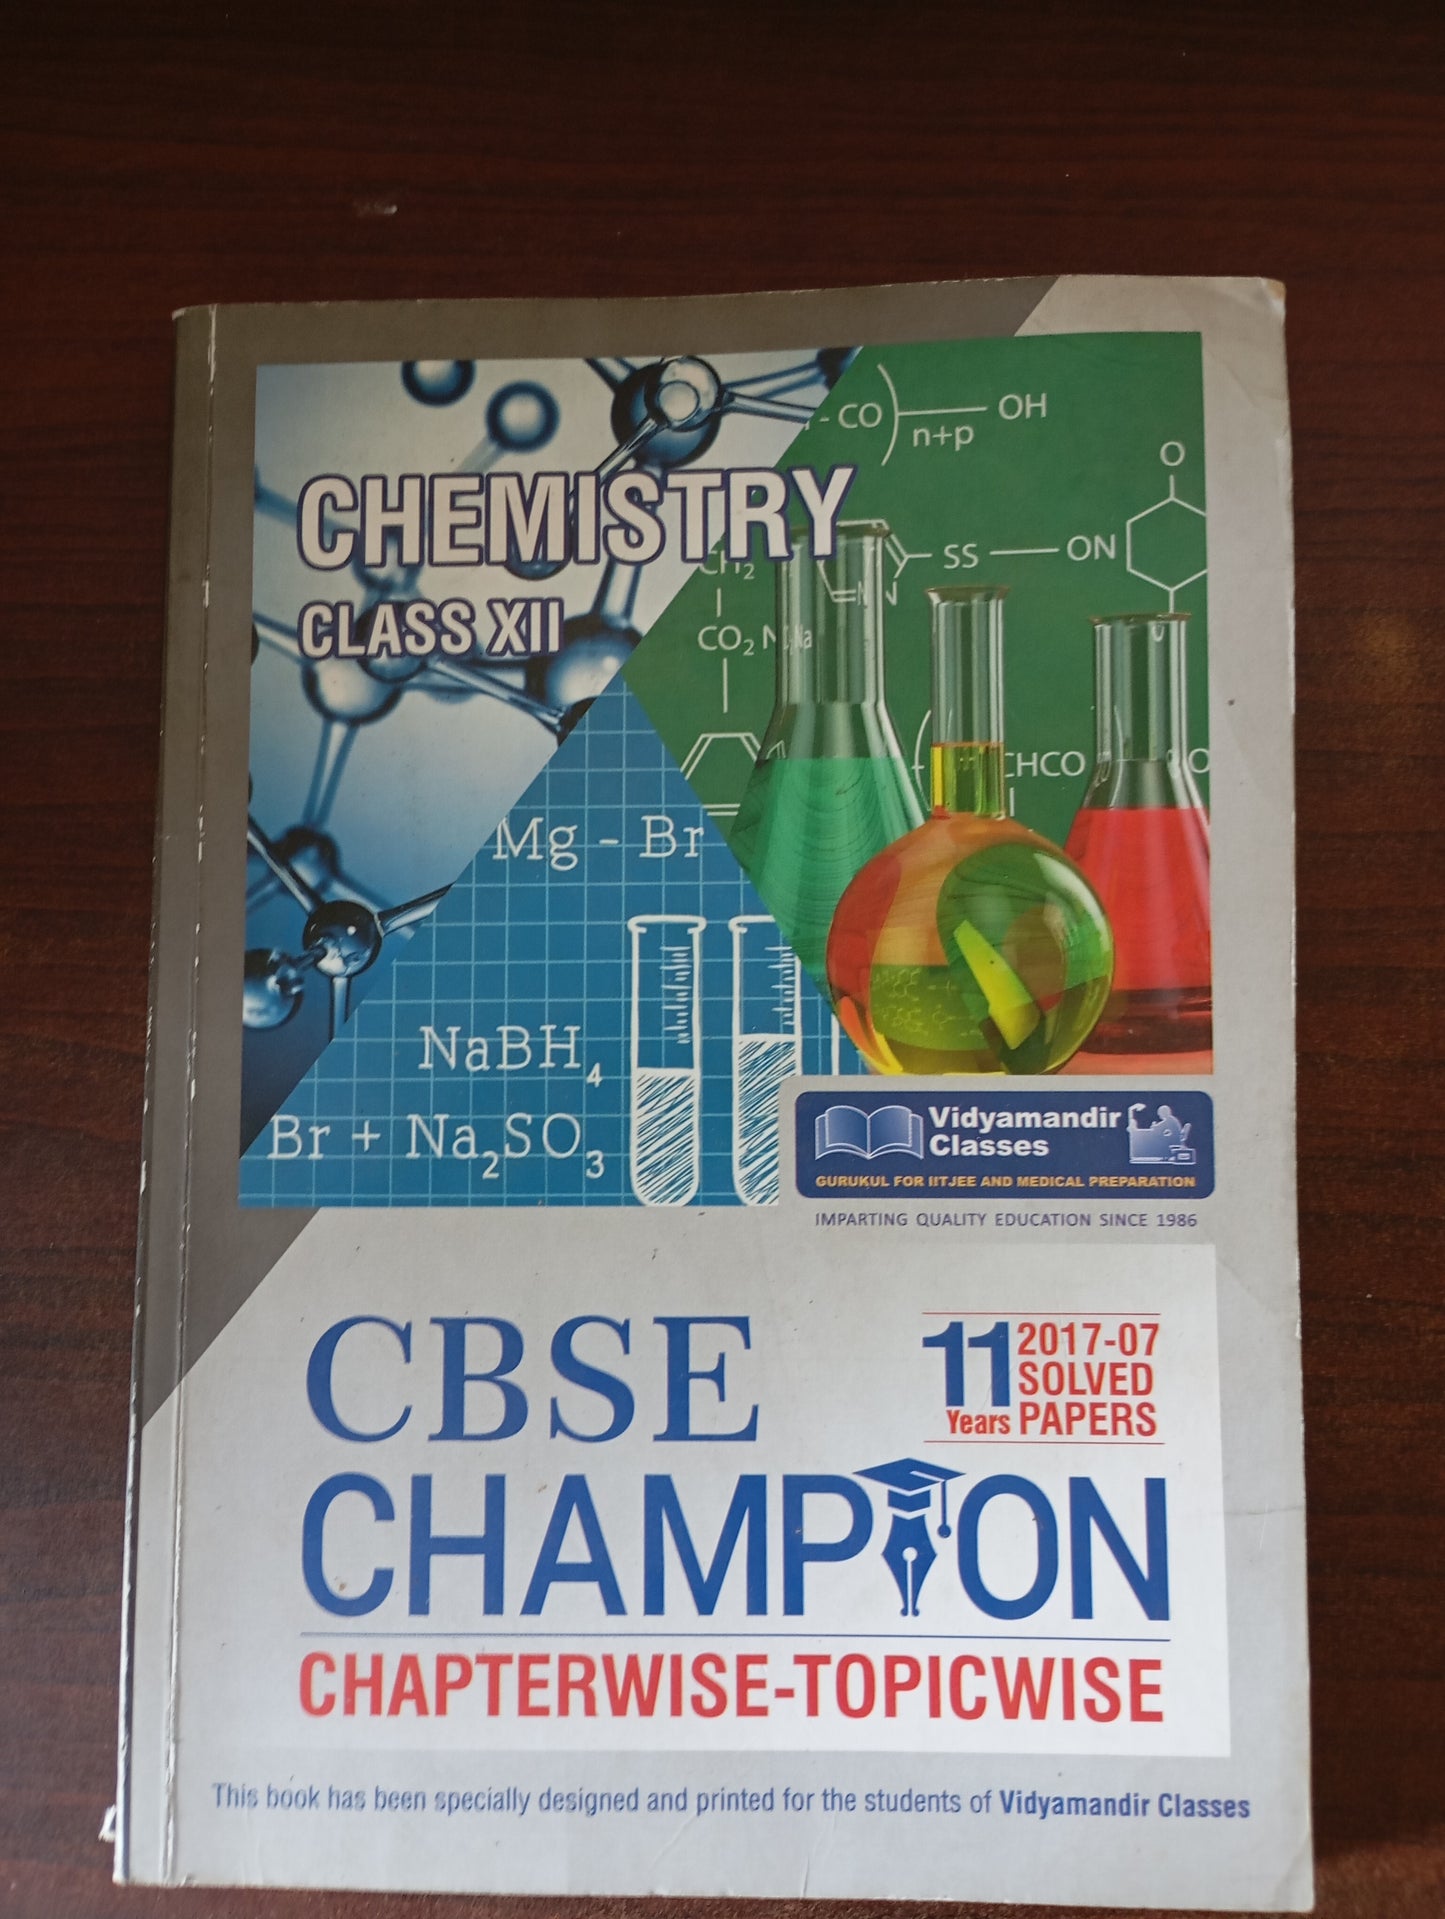 - CO
n+p
OH
O
CHEMISTRY
CH2
SS
ON
N
CLASS XII
CO2 N
Na
CHCO
O
Mg - Br
NaBH4
Br + Na2SO3
Vidyamandir
Classes
GURUKUL FOR IITJEE AND MEDICAL PREPARATION
IMPARTING QUALITY EDUCATION SINCE 1986
CBSE
11 Years
2017-07
SOLVED
PAPERS
CHAMPION
CHAPTERWISE-TOPICWISE
This book has been specially designed and printed for the students of Vidyamandir Classes